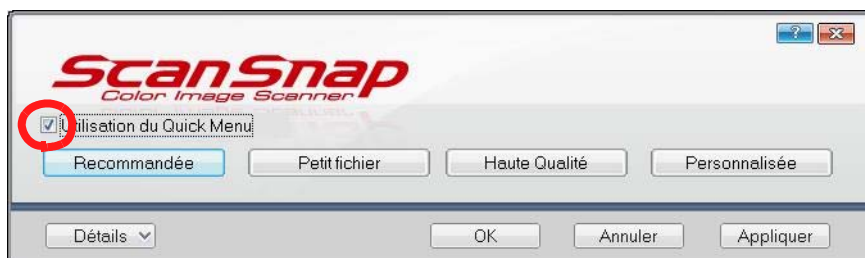 ?
ScanSnap
Color Image Scanner
Utilisation du Quick Menu
Recommandée Petit fichier Haute Qualité Personnalisée
Détails OK Annuler Appliquer